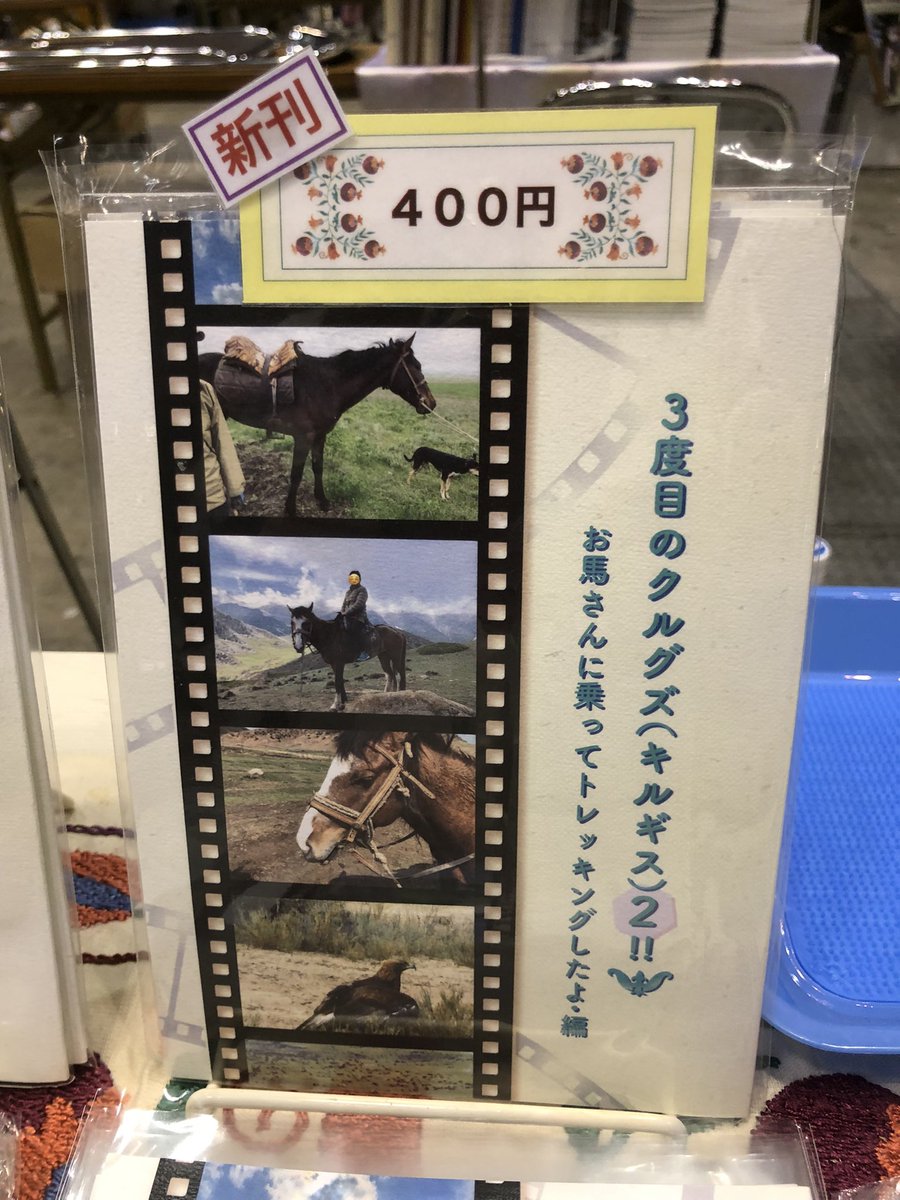 新刊
400円
3度目のクルグズ(キルギス)2!!
お馬さんに乗ってトレッキングしたよ・編